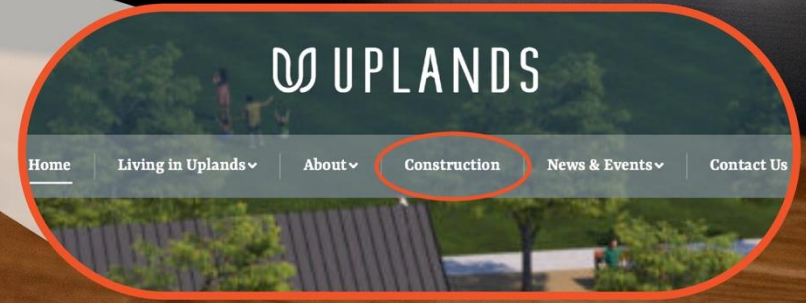 UPLANDS
Home Living in Uplands About Construction News & Events Contact Us